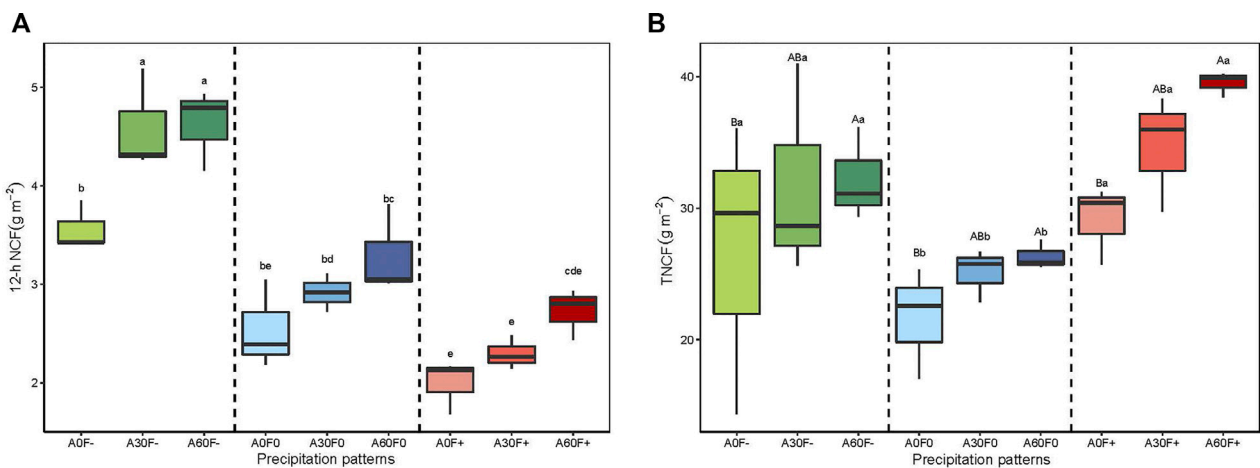 A
12-h NCF(g m⁻²)
5
4
3
2
b
a
a
be
bd
bc
e
e
cde
A0F-
A30F-
A60F-
A0F0
A30F0
A60F0
A0F+
A30F+
A60F+
Precipitation patterns
B
TNCF(g m⁻²)
40
30
20
Ba
ABa
Aa
Bb
ABb
Ab
Ba
ABa
Aa
A0F-
A30F-
A60F-
A0F0
A30F0
A60F0
A0F+
A30F+
A60F+
Precipitation patterns